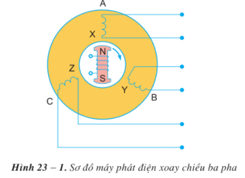 A
X
N
Z
S
Y
B
C
Hình 23 – 1. Sơ đồ máy phát điện xoay chiều ba pha